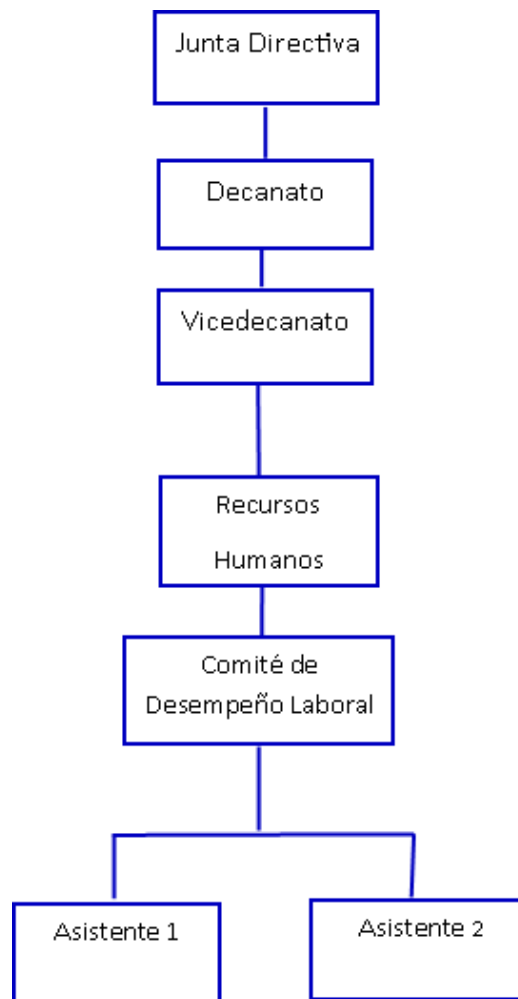 Junta Directiva
Decanato
Vicedecanato
Recursos
Humanos
Comité de
Desempeño Laboral
Asistente 1
Asistente 2